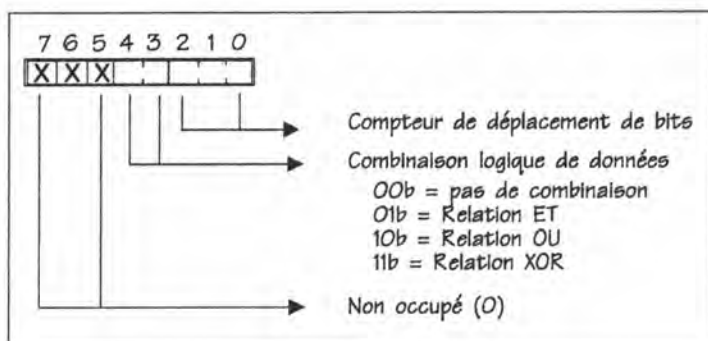 7 6 5 4 3 2 1 0
X X X
Compteur de déplacement de bits
Combinaison logique de données
00b = pas de combinaison
01b = Relation ET
10b = Relation OU
11b = Relation XOR
Non occupé (0)